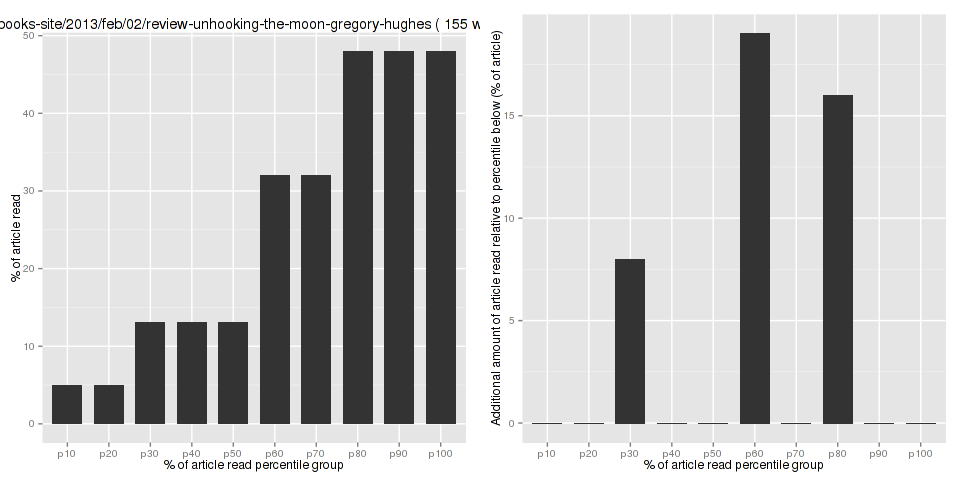 books-site/2013/feb/02/review-unhooking-the-moon-gregory-hughes ( 155 w
50
40
30
20
10
0
% of article read
p10 p20 p30 p40 p50 p60 p70 p80 p90 p100
% of article read percentile group
15
10
5
0
Additional amount of article read relative to percentile below (% of article)
p10 p20 p30 p40 p50 p60 p70 p80 p90 p100
% of article read percentile group